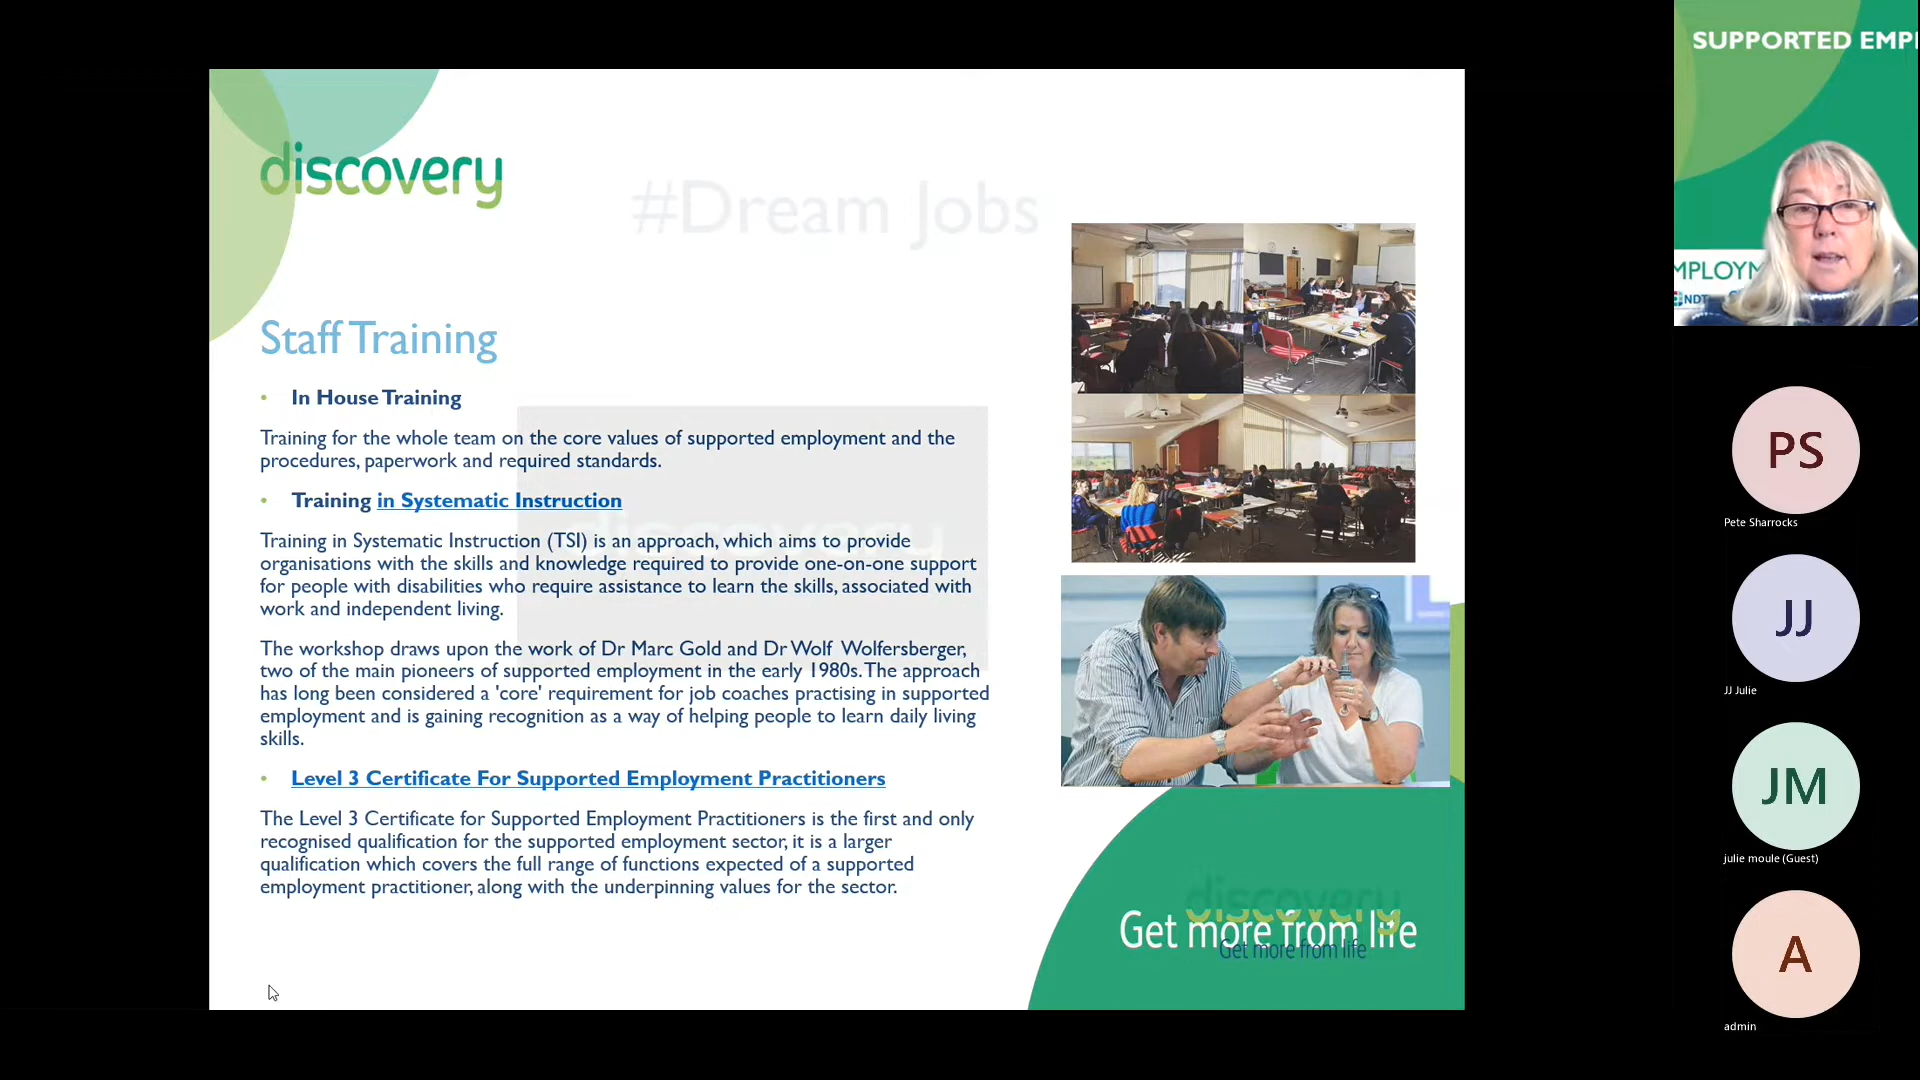 SUPPORTED EMPL
discovery
#Dream Jobs
Staff Training
• In House Training
Training for the whole team on the core values of supported employment and the
procedures, paperwork and required standards.
• Training in Systematic Instruction
Training in Systematic Instruction (TSI) is an approach, which aims to provide
organisations with the skills and knowledge required to provide one-on-one support
for people with disabilities who require assistance to learn the skills, associated with
work and independent living.
The workshop draws upon the work of Dr Marc Gold and Dr Wolf Wolfersberger,
two of the main pioneers of supported employment in the early 1980s. The approach
has long been considered a 'core' requirement for job coaches practising in supported
employment and is gaining recognition as a way of helping people to learn daily living
skills.
• Level 3 Certificate For Supported Employment Practitioners
The Level 3 Certificate for Supported Employment Practitioners is the first and only
recognised qualification for the supported employment sector, it is a larger
qualification which covers the full range of functions expected of a supported
employment practitioner, along with the underpinning values for the sector.
discovery
discovery
Get more from life
Get more from life
MPLOYM
NDT
PS
Pete Sharrocks
JJ
JJ Julie
JM
julie moule (Guest)
A
admin